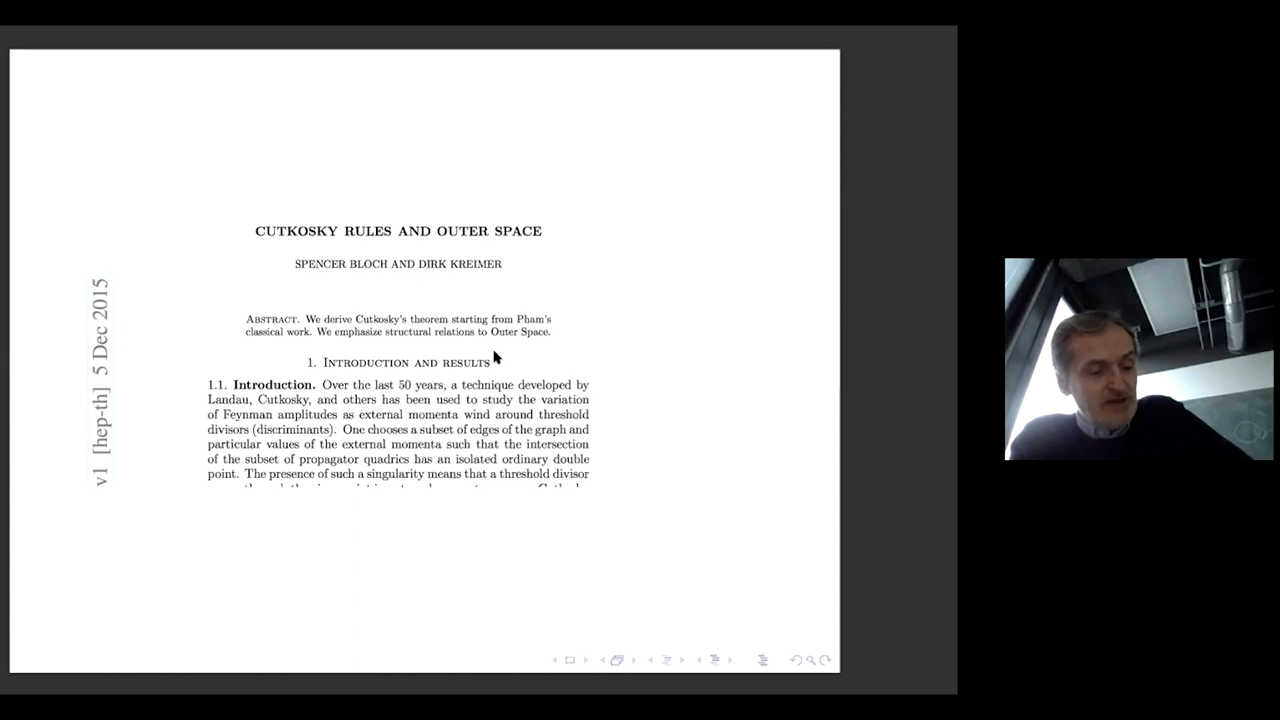 CUTKOSKY RULES AND OUTER SPACE
SPENCER BLOCH AND DIRK KREIMER
ABSTRACT. We derive Cutkosky's theorem starting from Pham's
classical work. We emphasize structural relations to Outer Space.
1. INTRODUCTION AND RESULTS
1.1. Introduction. Over the last 50 years, a technique developed by
Landau, Cutkosky, and others has been used to study the variation
of Feynman amplitudes as external momenta wind around threshold
divisors (discriminants). One chooses a subset of edges of the graph and
particular values of the external momenta such that the intersection
of the subset of propagator quadrics has an isolated ordinary double
point. The presence of such a singularity means that a threshold divisor
v1 [hep-th] 5 Dec 2015